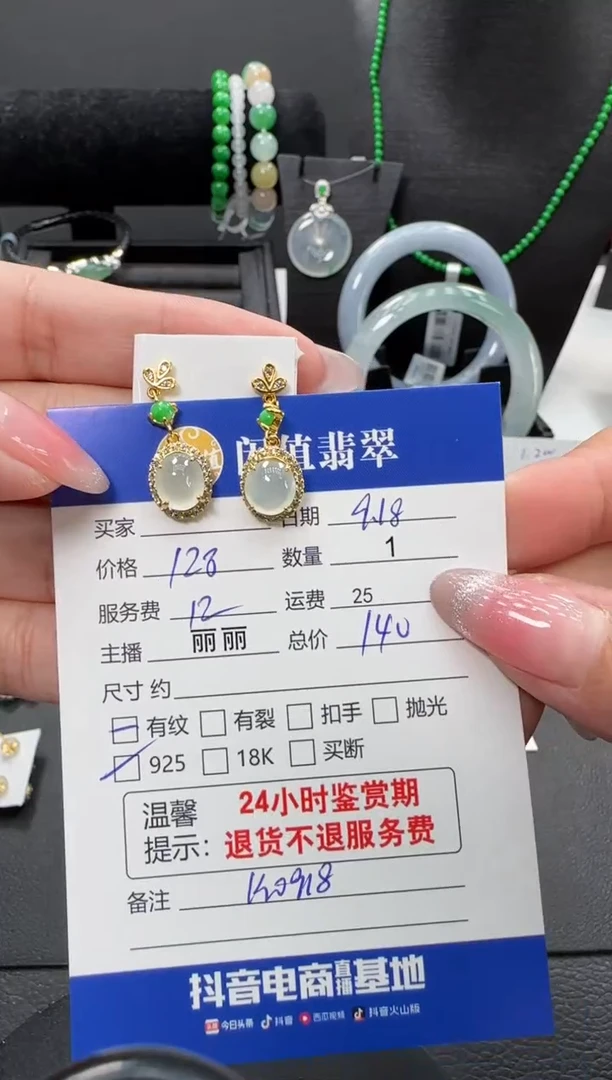 值翡翠
买家
日期 9.18
价格 128 数量 1
服务费 12 运费 25
主播 丽丽 总价 140
尺寸 约
有纹 有裂 扣手 抛光
925 18K 买断
温馨 24小时鉴赏期
提示: 退货不退服务费
备注
抖音电商直播基地
今日头条 抖音 西瓜视频 抖音火山版